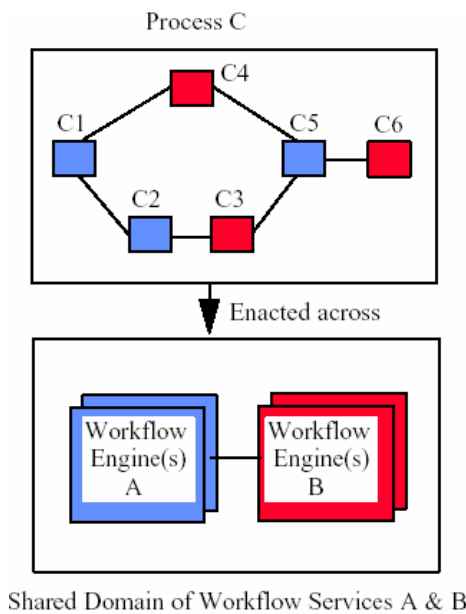 Process C
C4
C1
C5
C6
C2
C3
Enacted across
Workflow
Engine(s)
A
Workflow
Engine(s)
B
Shared Domain of Workflow Services A & B